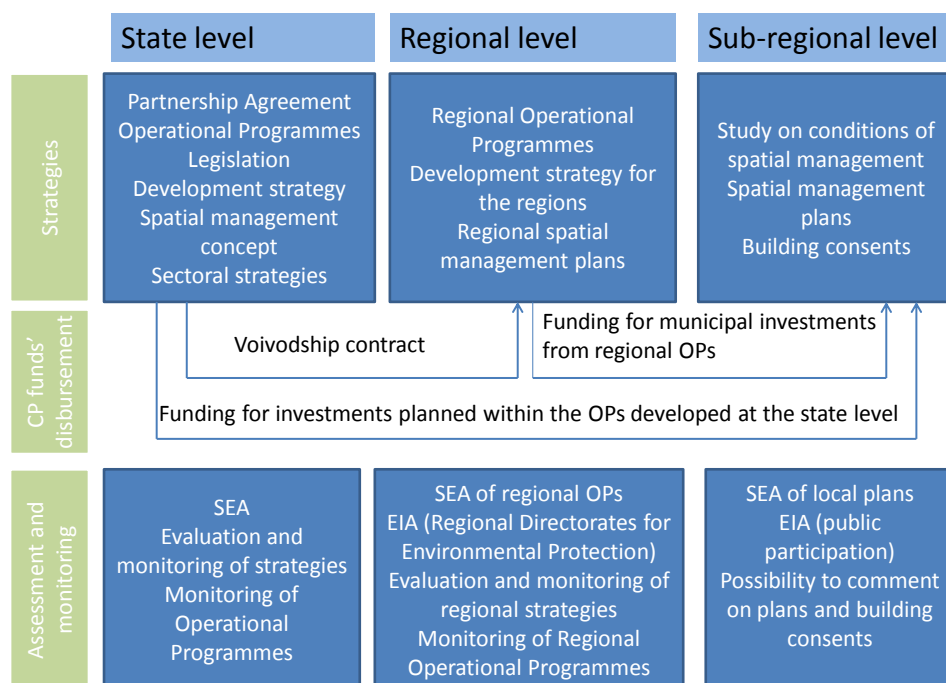 State level
Regional level
Sub-regional level
Strategies
Partnership Agreement
Operational Programmes
Legislation
Development strategy
Spatial management
concept
Sectoral strategies
Regional Operational
Programmes
Development strategy for
the regions
Regional spatial
management plans
Study on conditions of
spatial management
Spatial management
plans
Building consents
CP funds'
disbursement
Voivodship contract
Funding for municipal investments
from regional OPs
Funding for investments planned within the OPs developed at the state level
Assessment and
monitoring
SEA
Evaluation and
monitoring of strategies
Monitoring of
Operational
Programmes
SEA of regional OPs
EIA (Regional Directorates for
Environmental Protection)
Evaluation and monitoring of
regional strategies
Monitoring of Regional
Operational Programmes
SEA of local plans
EIA (public
participation)
Possibility to comment
on plans and building
consents